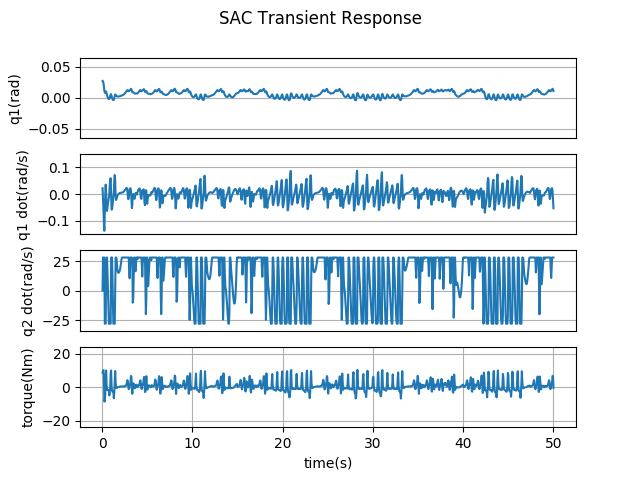 SAC Transient Response
0.05
0.00
−0.05
q1(rad)
0.1
0.0
−0.1
q1 dot(rad/s)
25
0
−25
q2 dot(rad/s)
20
0
−20
torque(Nm)
0 10 20 30 40 50
time(s)